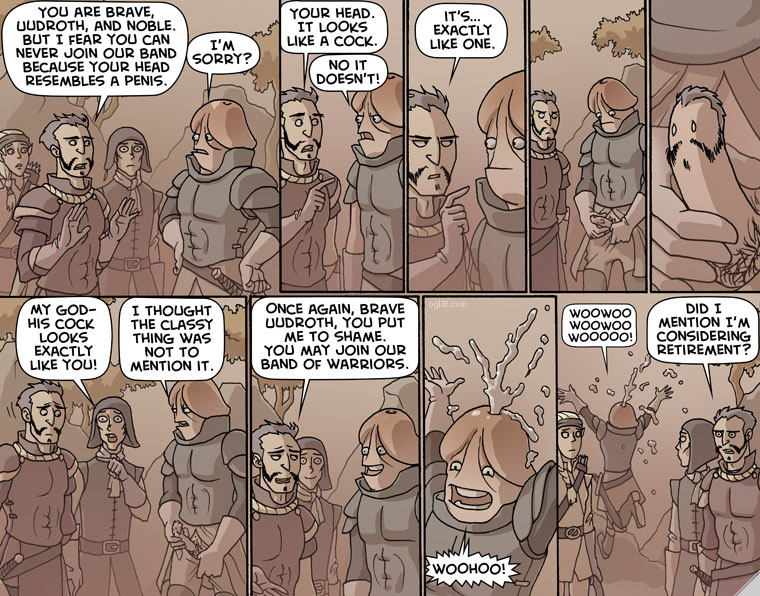 YOU ARE BRAVE,
UUDROTH, AND NOBLE.
BUT I FEAR YOU CAN
NEVER JOIN OUR BAND
BECAUSE YOUR HEAD
RESEMBLES A PENIS.
I'M
SORRY?
YOUR HEAD.
IT LOOKS
LIKE A COCK.
NO IT
DOESN'T!
IT'S...
EXACTLY
LIKE ONE.
MY GOD-
HIS COCK
LOOKS
EXACTLY
LIKE YOU!
I THOUGHT
THE CLASSY
THING WAS
NOT TO
MENTION IT.
ONCE AGAIN, BRAVE
UUDROTH, YOU PUT
ME TO SHAME.
YOU MAY JOIN OUR
BAND OF WARRIORS.
oglaf.com
WOOHOO!
WOOWOO
WOOWOO
WOOOOO!
DID I
MENTION I'M
CONSIDERING
RETIREMENT?